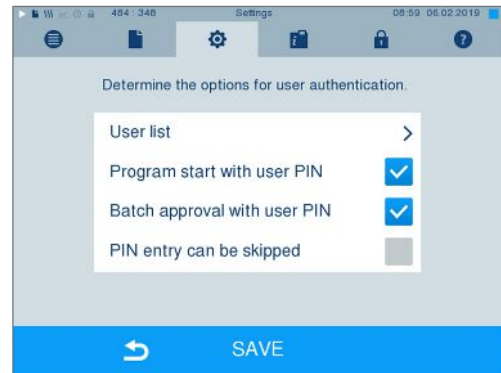 484 : 346 Settings 08:59 06.02.2019
Determine the options for user authentication.
User list
Program start with user PIN
Batch approval with user PIN
PIN entry can be skipped
SAVE